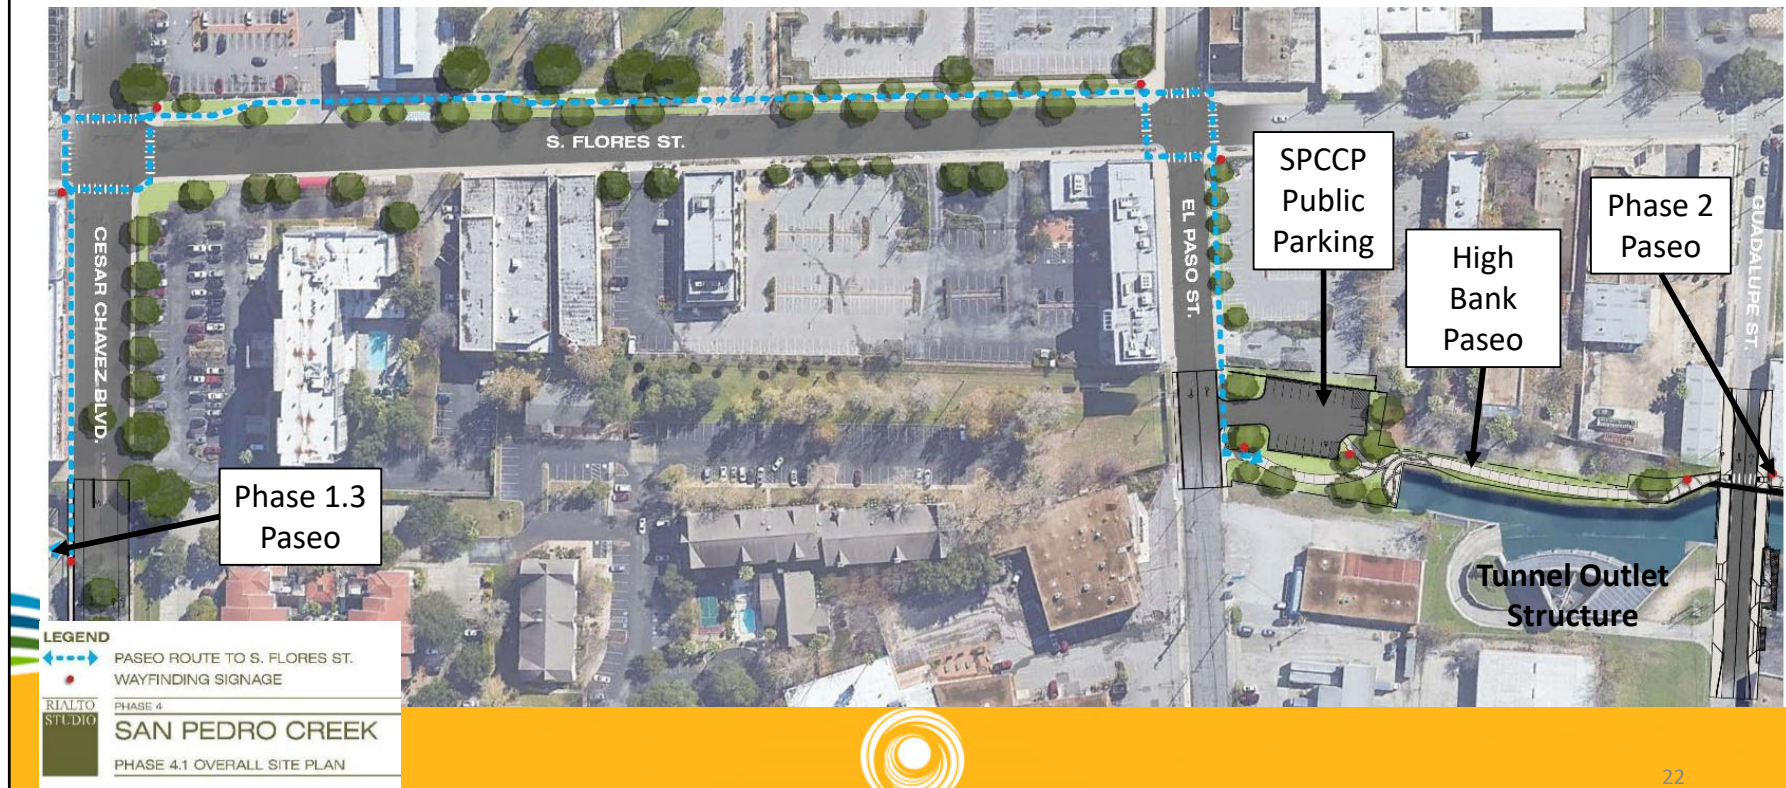 S. FLORES ST.
CESAR CHAVEZ BLVD.
EL PASO ST.
GUADALUPE ST.
SPCCP
Public
Parking
High
Bank
Paseo
Phase 2
Paseo
Phase 1.3
Paseo
Tunnel Outlet
Structure
LEGEND
PASEO ROUTE TO S. FLORES ST.
WAYFINDING SIGNAGE
RIALTO
STUDIO
PHASE 4
SAN PEDRO CREEK
PHASE 4.1 OVERALL SITE PLAN
22